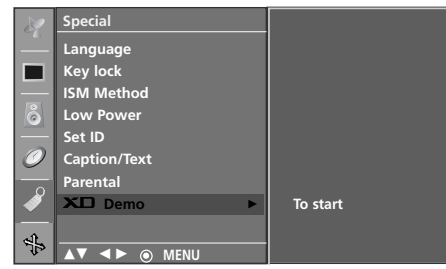 Special
Language
Key lock
ISM Method
Low Power
Set ID
Caption/Text
Parental
XD Demo ► To start
▲▼ ◄► ⦿ MENU